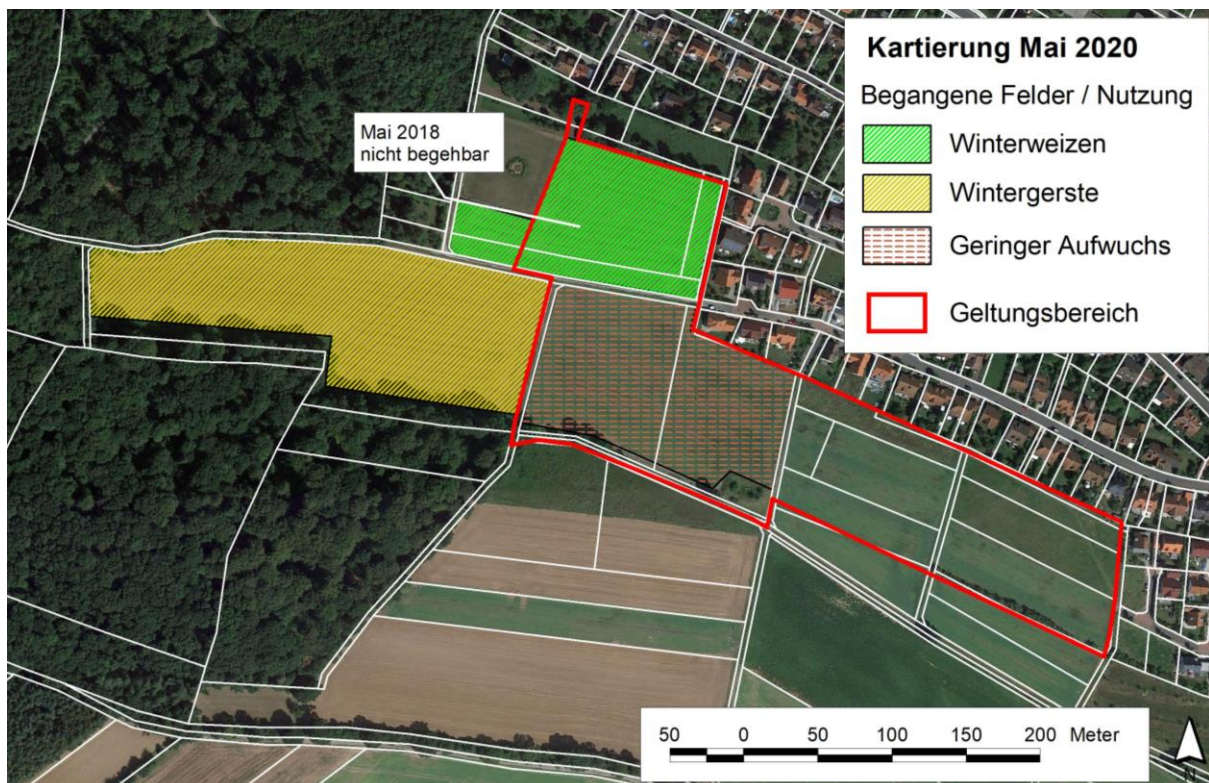 Kartierung Mai 2020
Begangene Felder / Nutzung
Winterweizen
Wintergerste
Geringer Aufwuchs
Geltungsbereich
Mai 2018
nicht begehbar
50 0 50 100 150 200 Meter
N